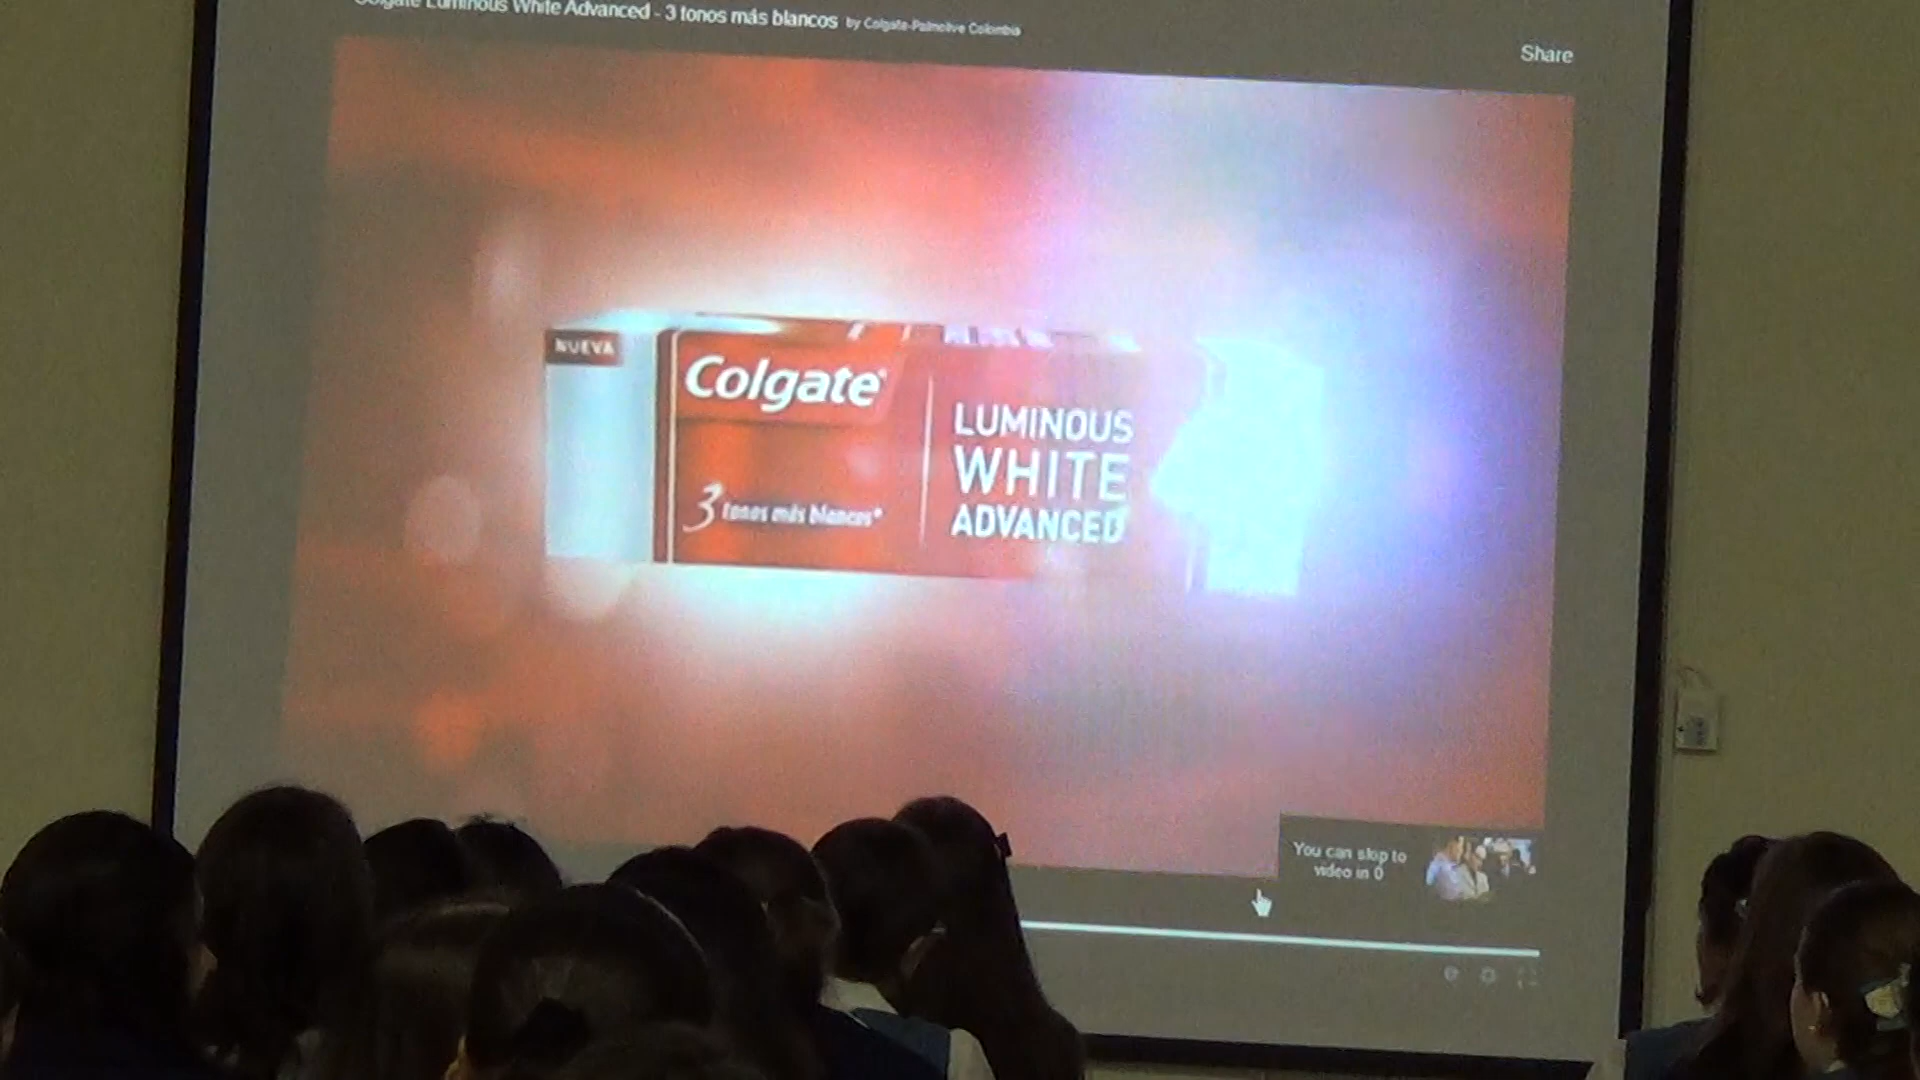 Colgate Luminous White Advanced - 3 tonos más blancos by Colgate-Palmolive Colombia
Share
NUEVA
Colgate
3 tonos más blancos*
LUMINOUS
WHITE
ADVANCED
You can skip to
video in 0